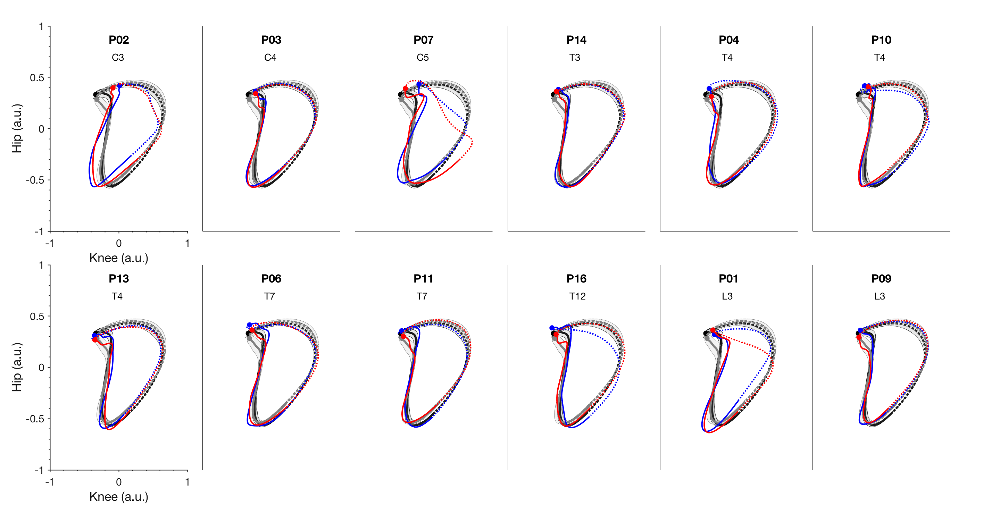 P02 P03 P07 P14 P04 P10
C3 C4 C5 T3 T4 T4
1
0.5
0
-0.5
-1
Hip (a.u.)
-1 0 1
Knee (a.u.)
P13 P06 P11 P16 P01 P09
T4 T7 T7 T12 L3 L3
1
0.5
0
-0.5
-1
Hip (a.u.)
-1 0 1
Knee (a.u.)